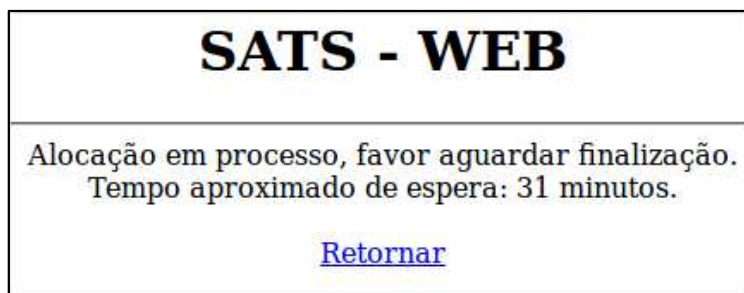 SATS - WEB
Alocação em processo, favor aguardar finalização.
Tempo aproximado de espera: 31 minutos.
Retornar